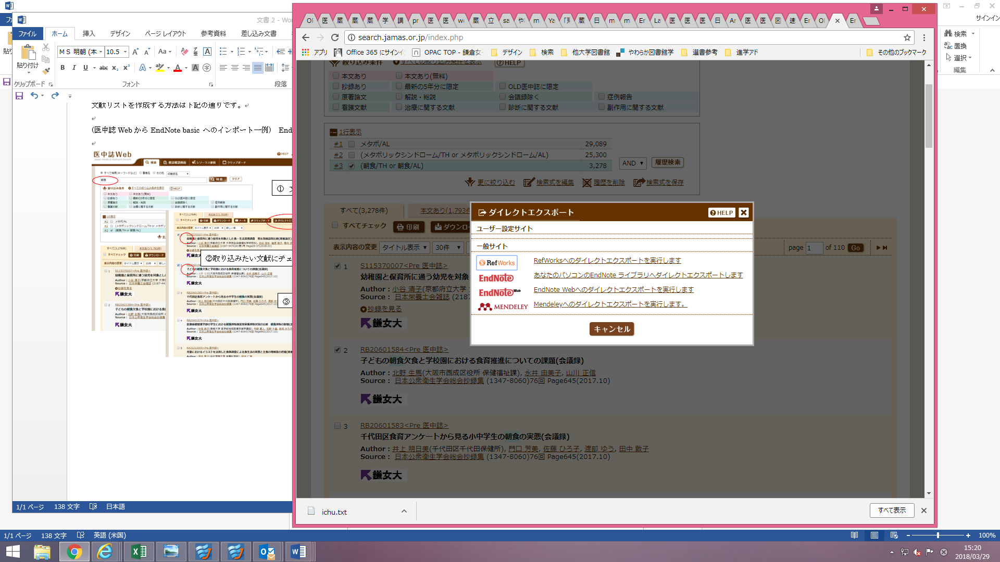 文書 2 - Wor
ファイル ホーム 挿入 デザイン ページ レイアウト 参考資料 差し込み文書
ＭＳ 明朝 (本 10.5 Aa
貼り付け
B I U abc x₂ x² A
クリップボード フォント 段落
文献リストを作成する方法は下記の通りです。
(医中誌 Web から EndNote basic へのインポート一例)　End
医中誌Web
① 文
②取り込みたい文献にチェ
③
1/1 ページ 138 文字 日本語
search.jamas.or.jp/index.php
アプリ Office 365 にサインイン OPAC TOP - 鎌倉女 デザイン 検索 他大学図書館 やわらか図書館学 選書参考 進学アド その他のブックマーク
絞り込み条件 すべての絞り込み条件を表示 HELP
本文あり 本文あり(無料)
抄録あり 最新の5年分に限定 OLD医中誌に限定
原著論文 解説・総説 会議録除く 症例報告
看護文献 治療に関する文献 診断に関する文献 副作用に関する文献
1行表示
#1 メタボ/AL 29,089
#2 (メタボリックシンドローム/TH or メタボリックシンドローム/AL) 25,300
#3 (朝食/TH or 朝食/AL) 3,278
AND 履歴検索
更に絞り込む 検索式を編集 履歴を削除 検索式を保存
すべて(3,278件) 本文あり(1,793件
すべてチェック 印刷 ダウンロー
表示内容の変更 タイトル表示 30件 page 1 of 110 Go
ダイレクトエクスポート HELP
ユーザー設定サイト
一般サイト
RefWorks RefWorksへのダイレクトエクスポートを実行します
EndNote あなたのパソコンのEndNote ライブラリへダイレクトエクスポートします
EndNote Web EndNote Webへのダイレクトエクスポートを実行します
MENDELEY Mendeleyへのダイレクトエクスポートを実行します。
キャンセル
1 S115370007<Pre 医中誌>
幼稚園と保育所に通う幼児を対象
Author：小谷 清子(京都府立大学
Source： 日本栄養士会雑誌 (2187
抄録を見る
鎌女大
2 RB20601584<Pre 医中誌>
子どもの朝食欠食と学校園における食育推進についての課題(会議録)
Author：北野 生馬(大阪市西成区役所 保健福祉課), 永井 由美子, 山川 正信
Source： 日本公衆衛生学会総会抄録集 (1347-8060)76回 Page645(2017.10)
鎌女大
3 RB20601583<Pre 医中誌>
千代田区食育アンケートから見る小中学生の朝食の実態(会議録)
Author：井上 明日美(千代田区千代田保健所), 門口 芳美, 佐藤 ひろ子, 渡部 ゆう, 田中 敦子
Source： 日本公衆衛生学会総会抄録集 (1347-8060)76回 Page645(2017.10)
鎌女大
ichu.txt すべて表示
サインイン
検索
置換
選択
編集
1/1 ページ 138 文字 英語 (米国) 100%
15:20
2018/03/29